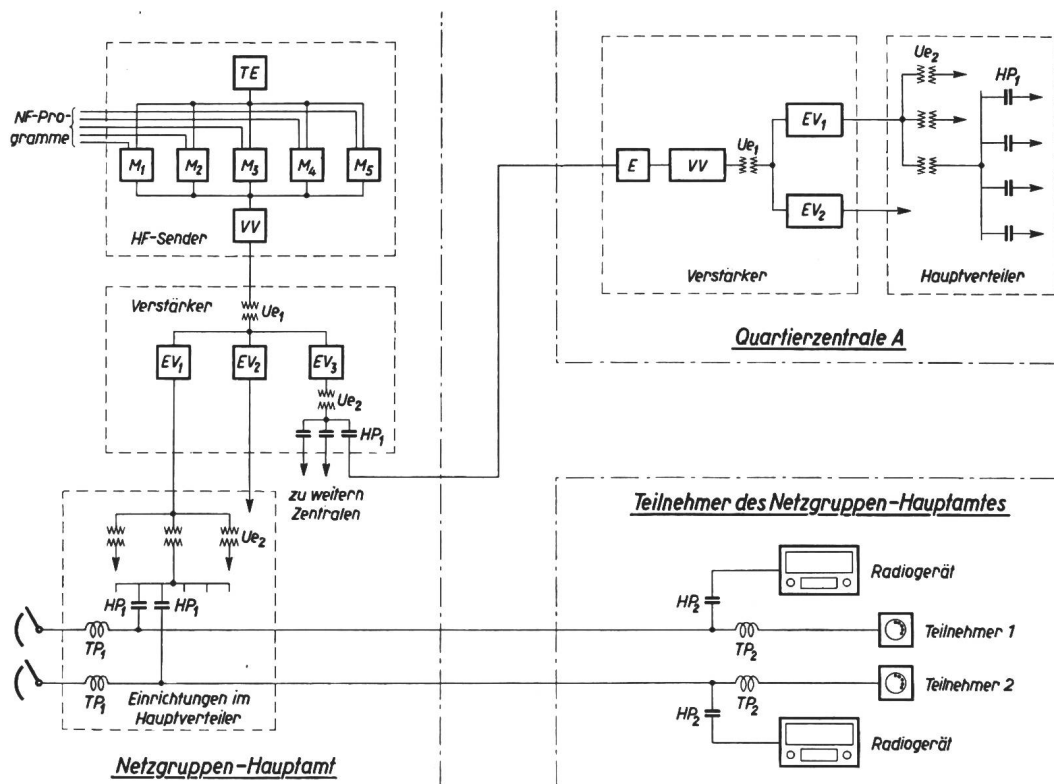 TE
NF-Pro-
gramme
M1 M2 M3 M4 M5
VV
HF-Sender
Verstärker
Ue1
EV1 EV2 EV3
Ue2
HP1
zu weitern
Zentralen
Ue2
HP1 HP1
TP1
TP1
Einrichtungen im
Hauptverteiler
Netzgruppen-Hauptamt
E VV Ue1 EV1
EV2
Verstärker
Ue2
HP1
Hauptverteiler
Quartierzentrale A
Teilnehmer des Netzgruppen-Hauptamtes
Radiogerät
HP2
TP2
Teilnehmer 1
Teilnehmer 2
TP2
HP2
Radiogerät